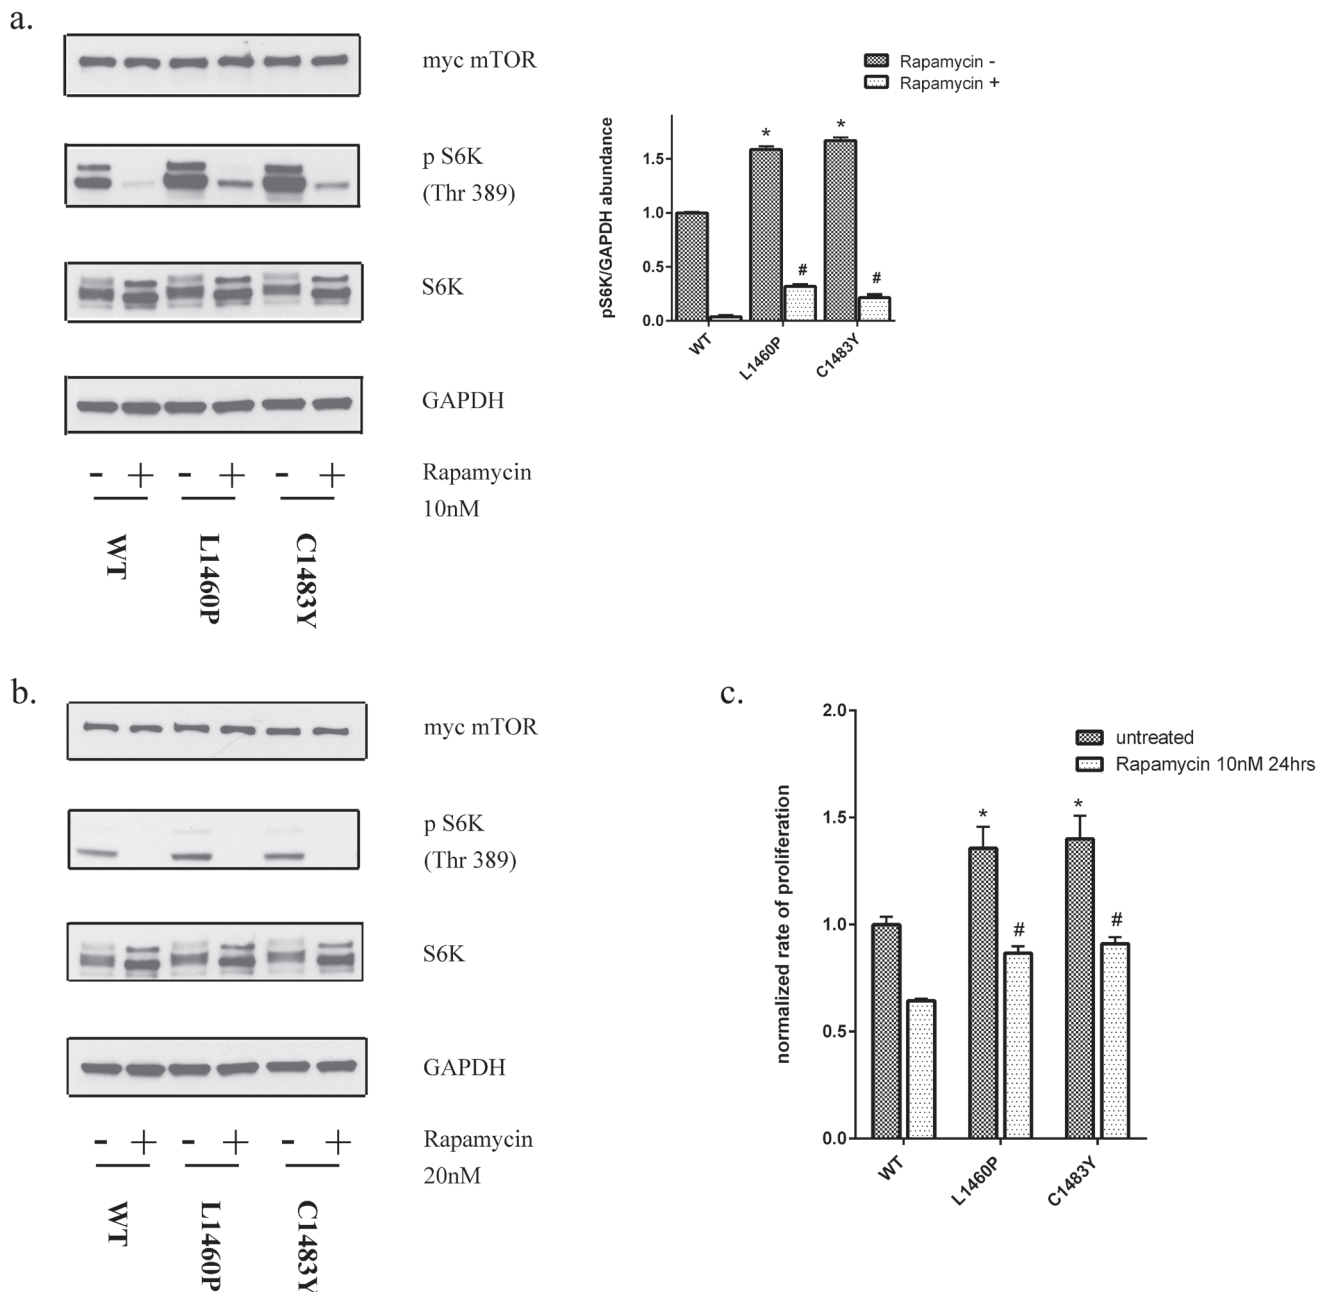 a.
myc mTOR
p S6K
(Thr 389)
S6K
GAPDH
- + - + - + Rapamycin
10nM
WT
L1460P
C1483Y
Rapamycin -
Rapamycin +
pS6K/GAPDH abundance
1.5
1.0
0.5
0.0
* *
# #
WT
L1460P
C1483Y
b.
myc mTOR
p S6K
(Thr 389)
S6K
GAPDH
- + - + - + Rapamycin
20nM
WT
L1460P
C1483Y
c.
untreated
Rapamycin 10nM 24hrs
normalized rate of proliferation
2.0
1.5
1.0
0.5
0.0
* *
# #
WT
L1460P
C1483Y